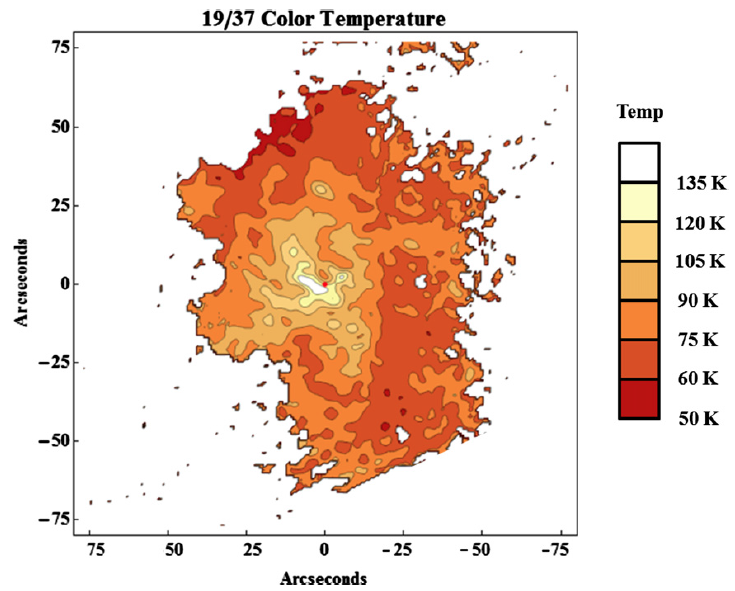 19/37 Color Temperature
75
50
25
0
−25
−50
−75
Arcseconds
75 50 25 0 −25 −50 −75
Arcseconds
Temp
135 K
120 K
105 K
90 K
75 K
60 K
50 K